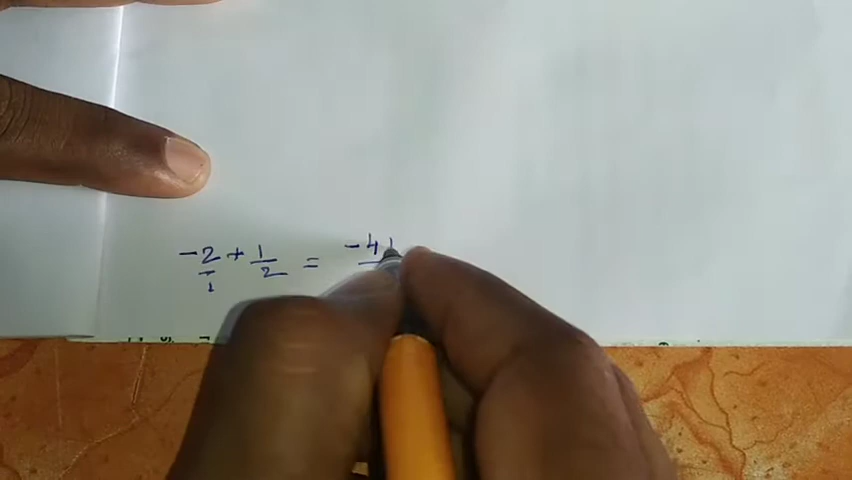 -2/1 + 1/2 = -4